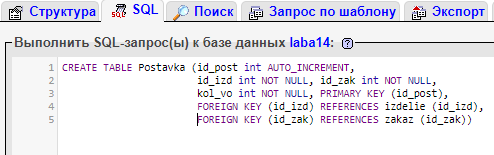 Структура SQL Поиск Запрос по шаблону Экспорт
Выполнить SQL-запрос(ы) к базе данных laba14:
1 CREATE TABLE Postavka (id_post int AUTO_INCREMENT,
2 id_izd int NOT NULL, id_zak int NOT NULL,
3 kol_vo int NOT NULL, PRIMARY KEY (id_post),
4 FOREIGN KEY (id_izd) REFERENCES izdelie (id_izd),
5 FOREIGN KEY (id_zak) REFERENCES zakaz (id_zak))